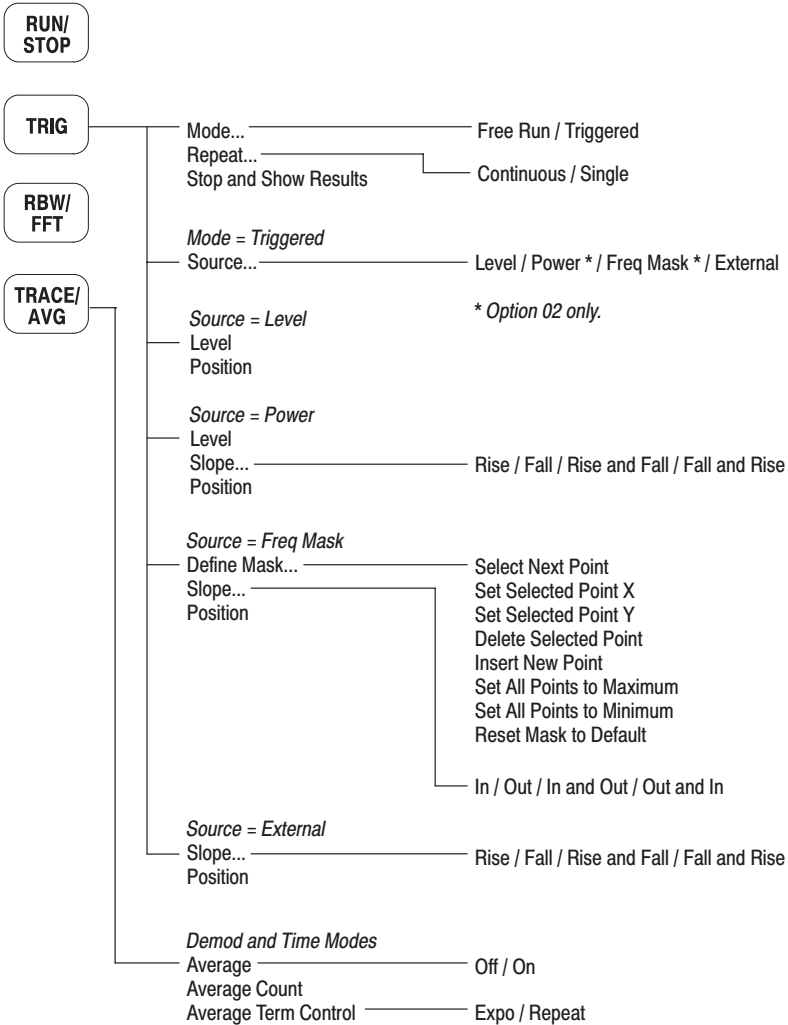 RUN/
STOP
TRIG
Mode...
Free Run / Triggered
Repeat...
Continuous / Single
Stop and Show Results
RBW/
FFT
Mode = Triggered
Source...
Level / Power * / Freq Mask * / External
TRACE/
AVG
* Option 02 only.
Source = Level
Level
Position
Source = Power
Level
Slope...
Rise / Fall / Rise and Fall / Fall and Rise
Position
Source = Freq Mask
Define Mask...
Slope...
Position
Select Next Point
Set Selected Point X
Set Selected Point Y
Delete Selected Point
Insert New Point
Set All Points to Maximum
Set All Points to Minimum
Reset Mask to Default
In / Out / In and Out / Out and In
Source = External
Slope...
Rise / Fall / Rise and Fall / Fall and Rise
Position
Demod and Time Modes
Average
Off / On
Average Count
Average Term Control
Expo / Repeat